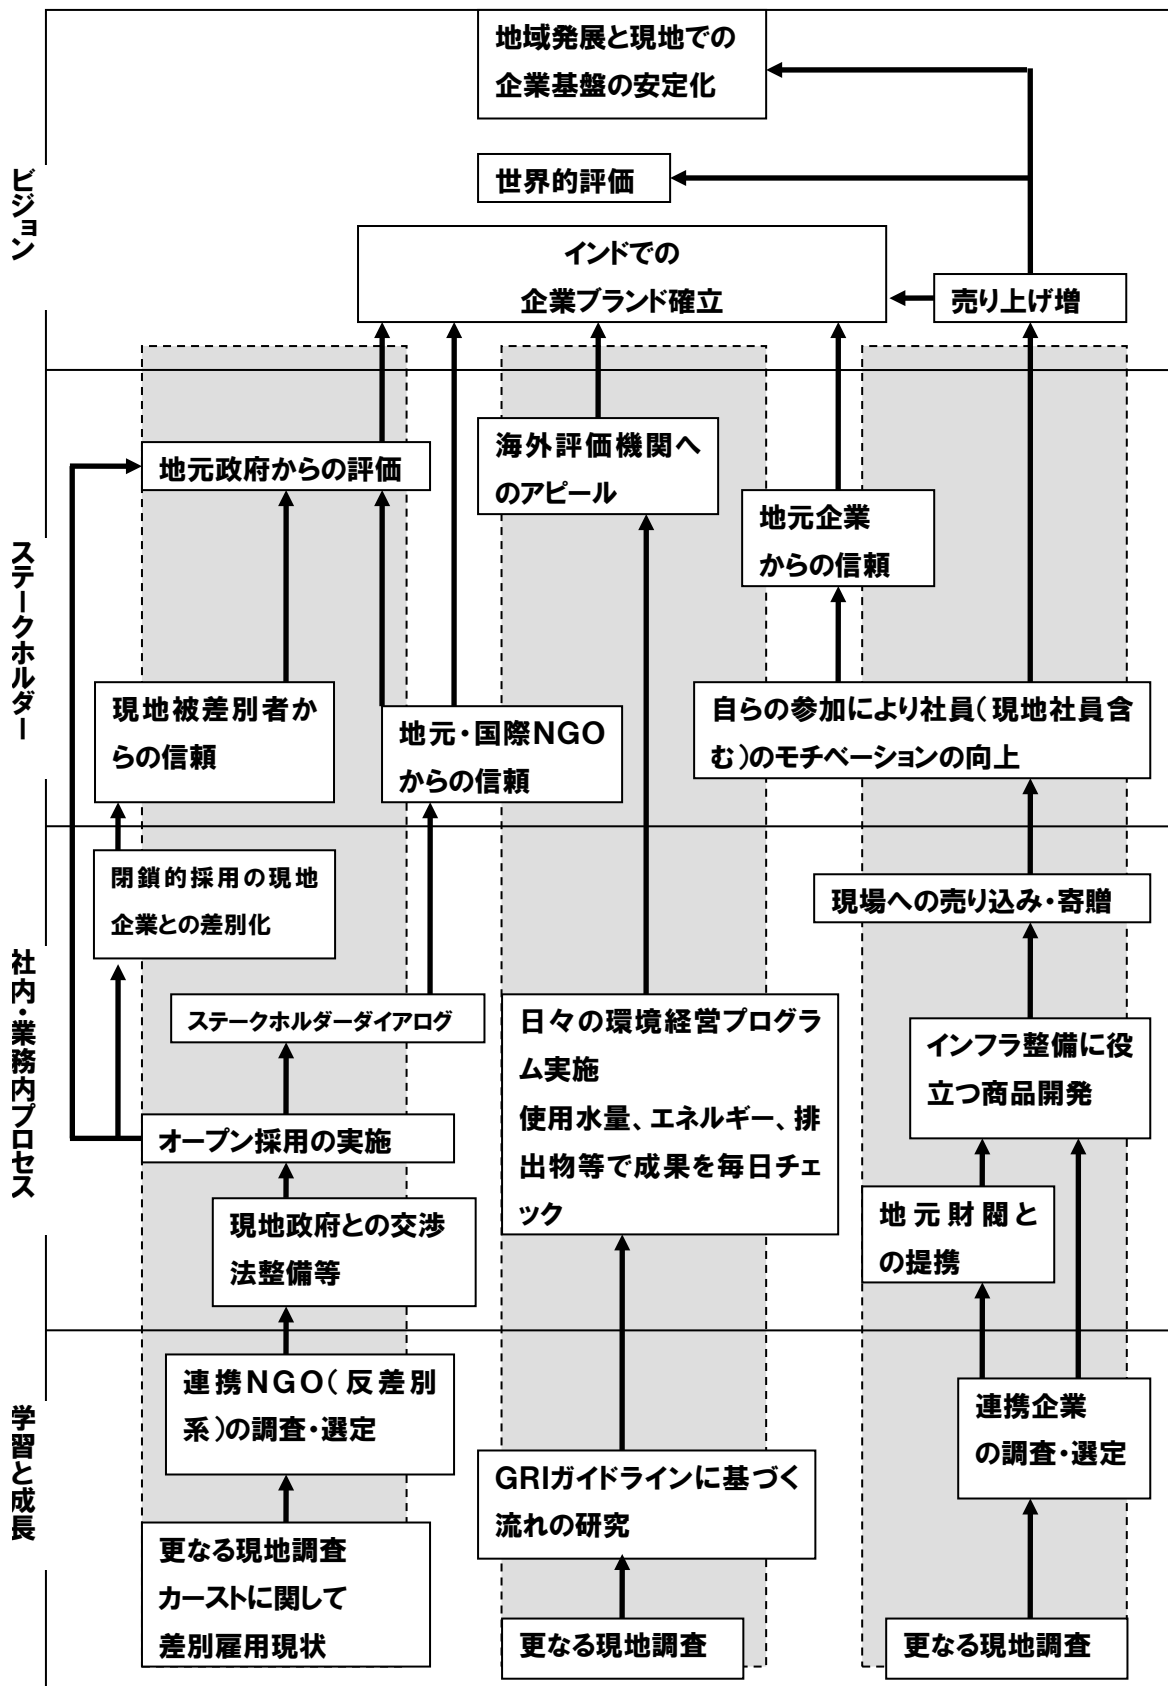 地域発展と現地での
企業基盤の安定化
世界的評価
ビジョン
インドでの
企業ブランド確立
売り上げ増
海外評価機関へ
のアピール
地元政府からの評価
地元企業
からの信頼
ステークホルダー
現地被差別者か
らの信頼
地元・国際NGO
からの信頼
自らの参加により社員(現地社員含
む)のモチベーションの向上
閉鎖的採用の現地
企業との差別化
現場への売り込み・寄贈
社内・業務内プロセス
ステークホルダーダイアログ
日々の環境経営プログラ
ム実施
使用水量、エネルギー、排
出物等で成果を毎日チェ
ック
インフラ整備に役
立つ商品開発
オープン採用の実施
現地政府との交渉
法整備等
地元財閥と
の提携
学習と成長
連携NGO(反差別
系)の調査・選定
連携企業
の調査・選定
GRIガイドラインに基づく
流れの研究
更なる現地調査
カーストに関して
差別雇用現状
更なる現地調査
更なる現地調査